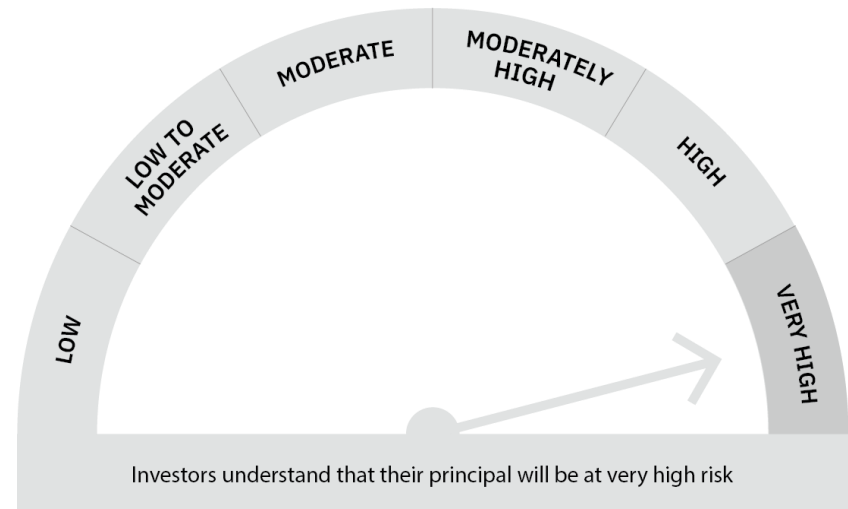 LOW
LOW TO
MODERATE
MODERATE
MODERATELY
HIGH
HIGH
VERY HIGH
Investors understand that their principal will be at very high risk